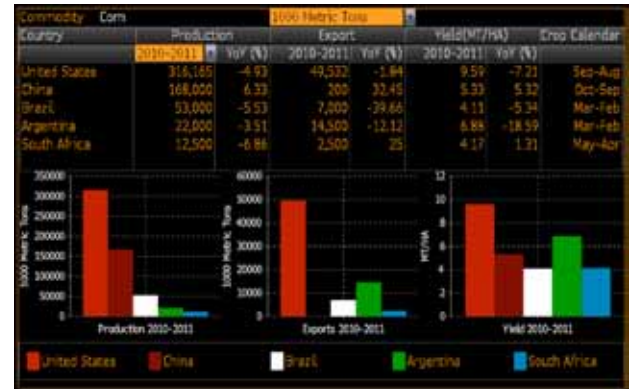 Commodity Corn 1000 Metric Tons
Country Production Export Yield(MT/HA) Crop Calendar
2010-2011 YoY (%) 2010-2011 YoY (%) 2010-2011 YoY (%)
United States 316,165 -4.93 49,532 -1.84 9.59 -7.21 Sep-Aug
China 168,000 6.33 200 32.45 5.33 5.32 Oct-Sep
Brazil 53,000 -5.53 7,000 -39.66 4.11 -5.34 Mar-Feb
Argentina 22,000 -3.51 14,500 -12.12 6.88 -18.59 Mar-Feb
South Africa 12,500 -6.86 2,500 25 4.17 1.31 May-Apr
350000 60000 12
300000 50000 10
250000 40000 8
200000 30000 6
150000 20000 4
100000 10000 2
50000 0 0
0
1000 Metric Tons 1000 Metric Tons MT/HA
Production 2010-2011 Exports 2010-2011 Yield 2010-2011
United States China Brazil Argentina South Africa